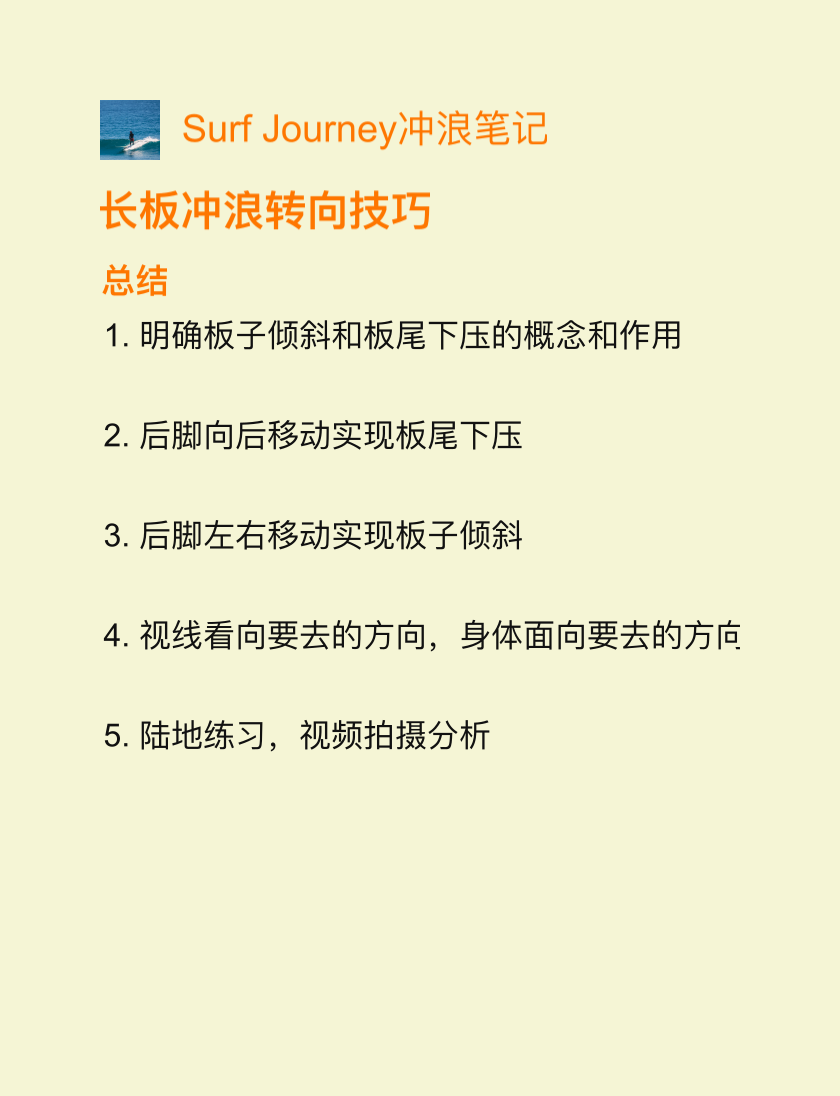 Surf Journey冲浪笔记
长板冲浪转向技巧
总结
1. 明确板子倾斜和板尾下压的概念和作用
2. 后脚向后移动实现板尾下压
3. 后脚左右移动实现板子倾斜
4. 视线看向要去的方向，身体面向要去的方向
5. 陆地练习，视频拍摄分析